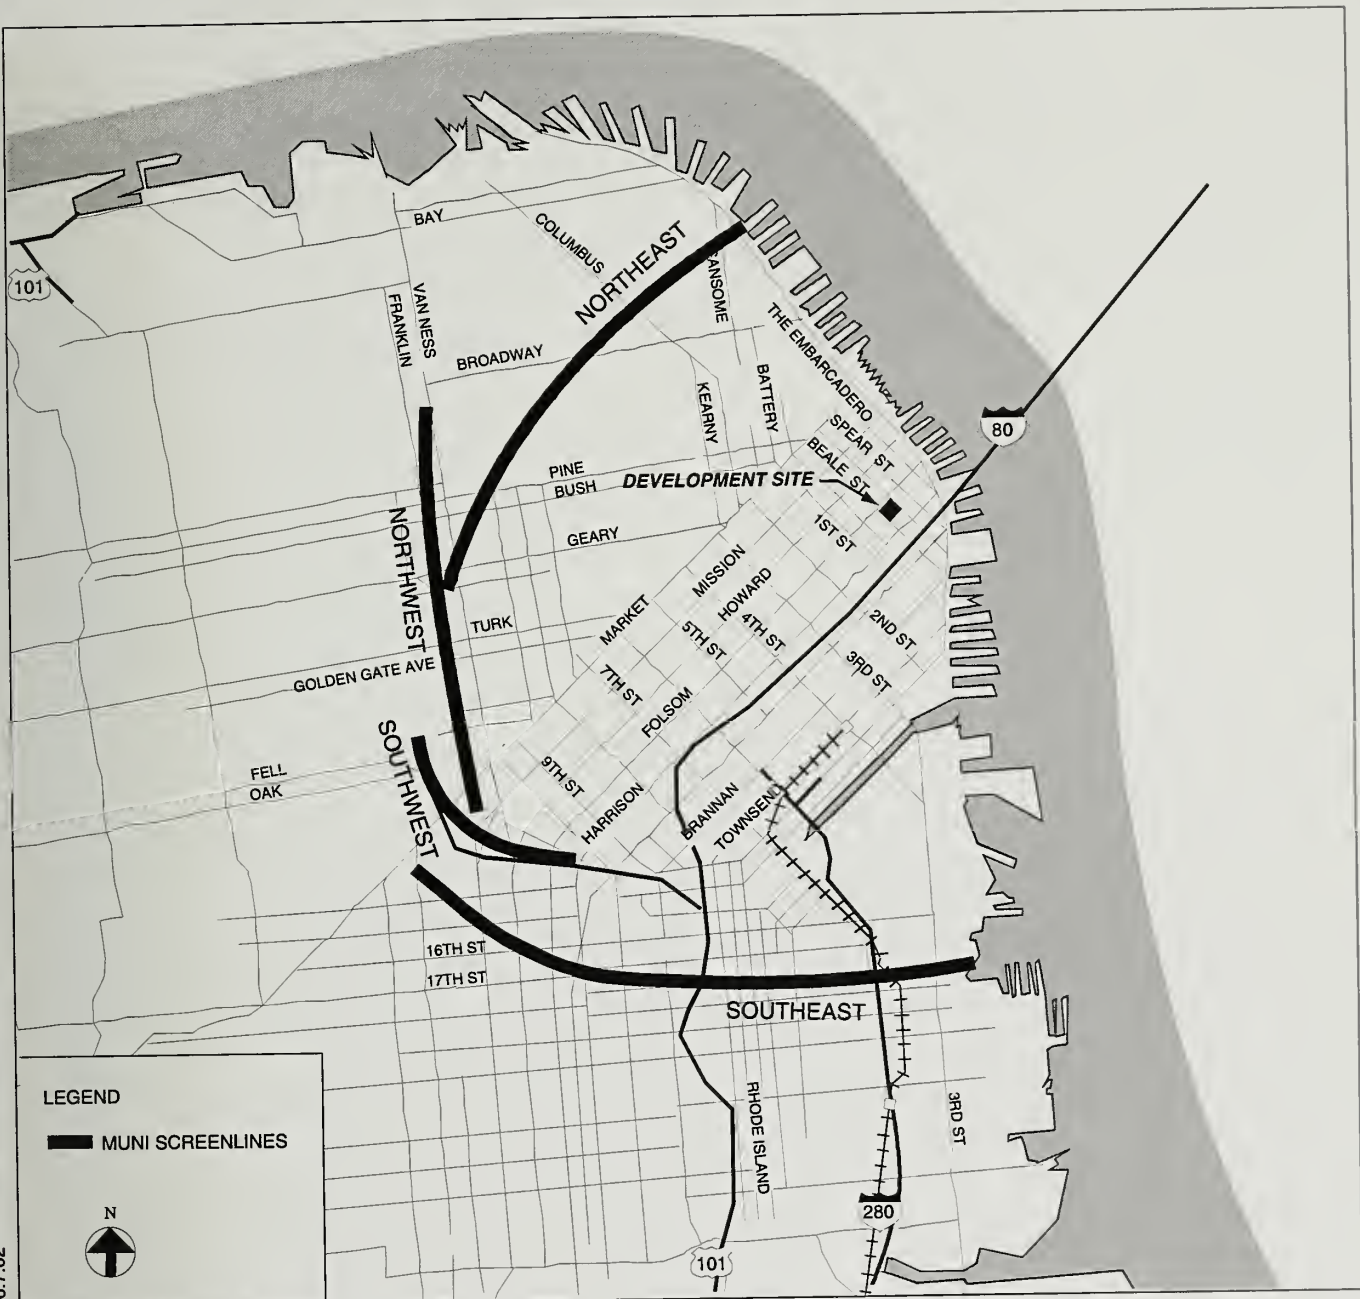 BAY
COLUMBUS
NORTHEAST
101
FRANKLIN
VAN NESS
ANSOME
THE EMBARCADERO
BROADWAY
KEARNY
BATTERY
80
SPEAR ST
BEALE ST
PINE
BUSH
DEVELOPMENT SITE
NORTHWEST
GEARY
1ST ST
MISSION
HOWARD
MARKET
TURK
4TH ST
5TH ST
2ND ST
3RD ST
GOLDEN GATE AVE
7TH ST
FOLSOM
SOUTHWEST
FELL
OAK
9TH ST
HARRISON
BRANNAN
TOWNSEND
16TH ST
17TH ST
SOUTHEAST
RHODE ISLAND
3RD ST
LEGEND
MUNI SCREENLINES
N
280
101